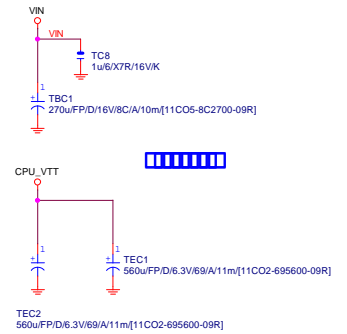 VIN
VIN
TC8
1u/6/X7R/16V/K
1
+
TBC1
270u/FP/D/16V/8C/A/10m/[11CO5-8C2700-09R]
CPU_VTT
1
+
1
+
TEC1
560u/FP/D/6.3V/69/A/11m/[11CO2-695600-09R]
TEC2
560u/FP/D/6.3V/69/A/11m/[11CO2-695600-09R]